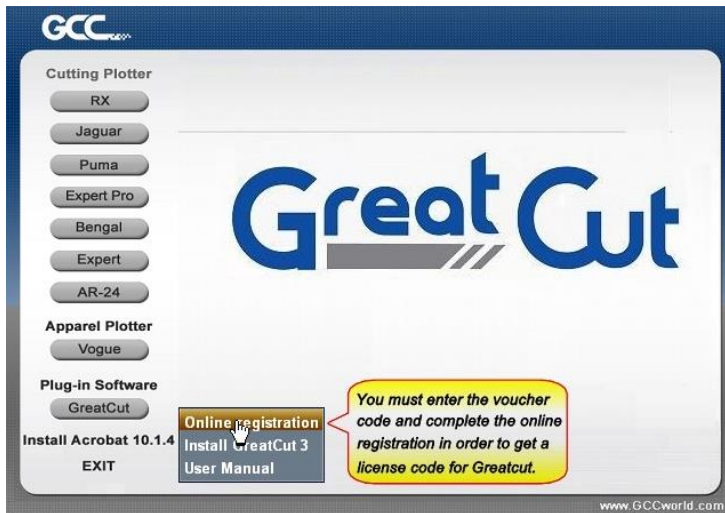 GCC
Cutting Plotter
RX
Jaguar
Puma
Expert Pro
Bengal
Expert
AR-24
Apparel Plotter
Vogue
Plug-in Software
GreatCut
Install Acrobat 10.1.4
EXIT
Great Cut
Online registration
Install GreatCut 3
User Manual
You must enter the voucher
code and complete the online
registration in order to get a
license code for Greatcut.
www.GCCworld.com